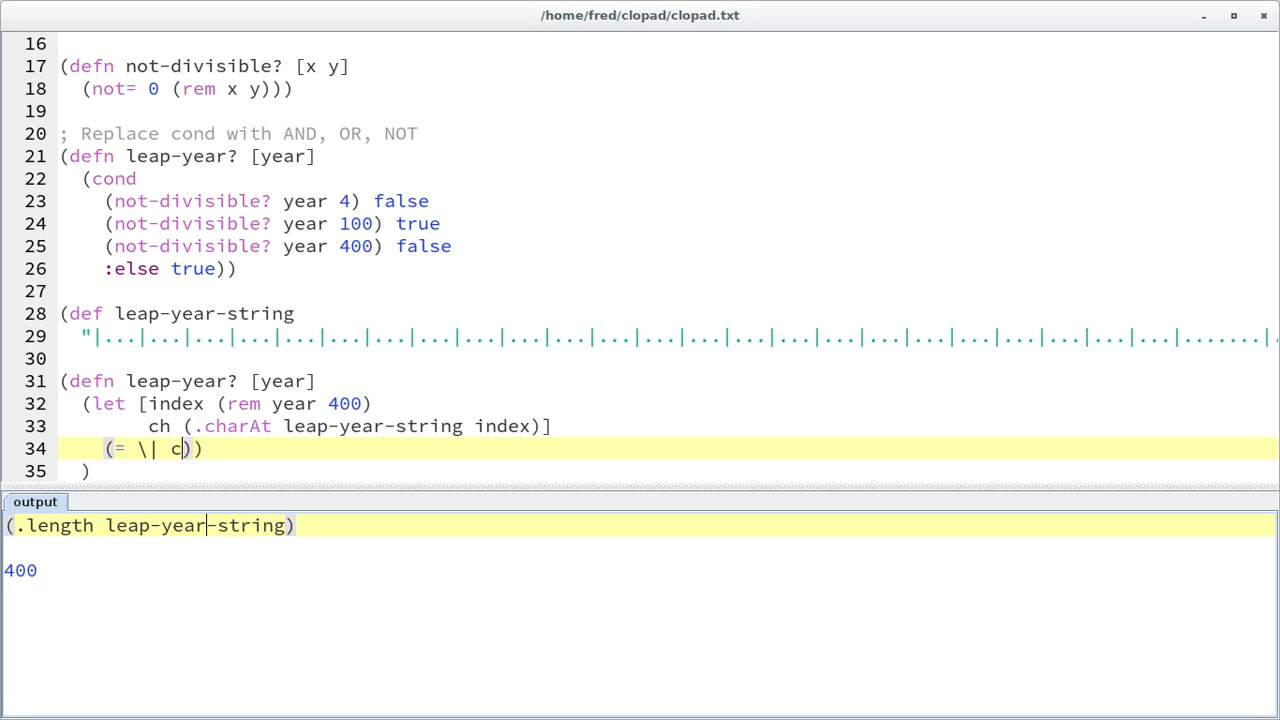 /home/fred/clopad/clopad.txt
16
17 (defn not-divisible? [x y]
18 (not= 0 (rem x y)))
19
20 ; Replace cond with AND, OR, NOT
21 (defn leap-year? [year]
22 (cond
23 (not-divisible? year 4) false
24 (not-divisible? year 100) true
25 (not-divisible? year 400) false
26 :else true))
27
28 (def leap-year-string
29 "|...|...|...|...|...|...|...|...|...|...|...|...|...|...|...|...|...|...|...|...|...|...|...|...|.......|.
30
31 (defn leap-year? [year]
32 (let [index (rem year 400)
33 ch (.charAt leap-year-string index)]
34 (= \| c))
35 )
output
(.length leap-year-string)
400